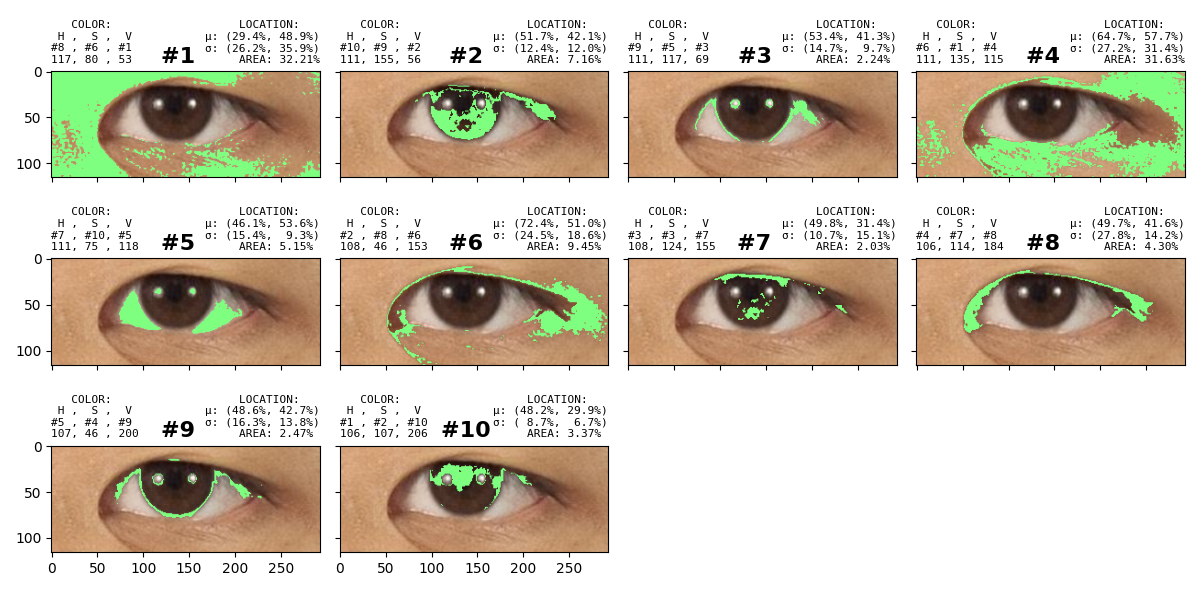 COLOR: LOCATION:
H , S , V μ: (29.4%, 48.9%)
#8 , #6 , #1 σ: (26.2%, 35.9%)
117, 80 , 53 #1 AREA: 32.21%
COLOR: LOCATION:
H , S , V μ: (51.7%, 42.1%)
#10, #9 , #2 σ: (12.4%, 12.0%)
111, 155, 56 #2 AREA: 7.16%
COLOR: LOCATION:
H , S , V μ: (53.4%, 41.3%)
#9 , #5 , #3 σ: (14.7%, 9.7%)
111, 117, 69 #3 AREA: 2.24%
COLOR: LOCATION:
H , S , V μ: (64.7%, 57.7%)
#6 , #1 , #4 σ: (27.2%, 31.4%)
111, 135, 115 #4 AREA: 31.63%
0
50
100
COLOR: LOCATION:
H , S , V μ: (46.1%, 53.6%)
#7 , #10, #5 σ: (15.4%, 9.3%)
111, 75 , 118 #5 AREA: 5.15%
COLOR: LOCATION:
H , S , V μ: (72.4%, 51.0%)
#2 , #8 , #6 σ: (24.5%, 18.6%)
108, 46 , 153 #6 AREA: 9.45%
COLOR: LOCATION:
H , S , V μ: (49.8%, 31.4%)
#3 , #3 , #7 σ: (10.7%, 15.1%)
108, 124, 155 #7 AREA: 2.03%
COLOR: LOCATION:
H , S , V μ: (49.7%, 41.6%)
#4 , #7 , #8 σ: (27.8%, 14.2%)
106, 114, 184 #8 AREA: 4.30%
0
50
100
COLOR: LOCATION:
H , S , V μ: (48.6%, 42.7%)
#5 , #4 , #9 σ: (16.3%, 13.8%)
107, 46 , 200 #9 AREA: 2.47%
COLOR: LOCATION:
H , S , V μ: (48.2%, 29.9%)
#1 , #2 , #10 σ: ( 8.7%, 6.7%)
106, 107, 206 #10 AREA: 3.37%
0
50
100
0 50 100 150 200 250
0 50 100 150 200 250